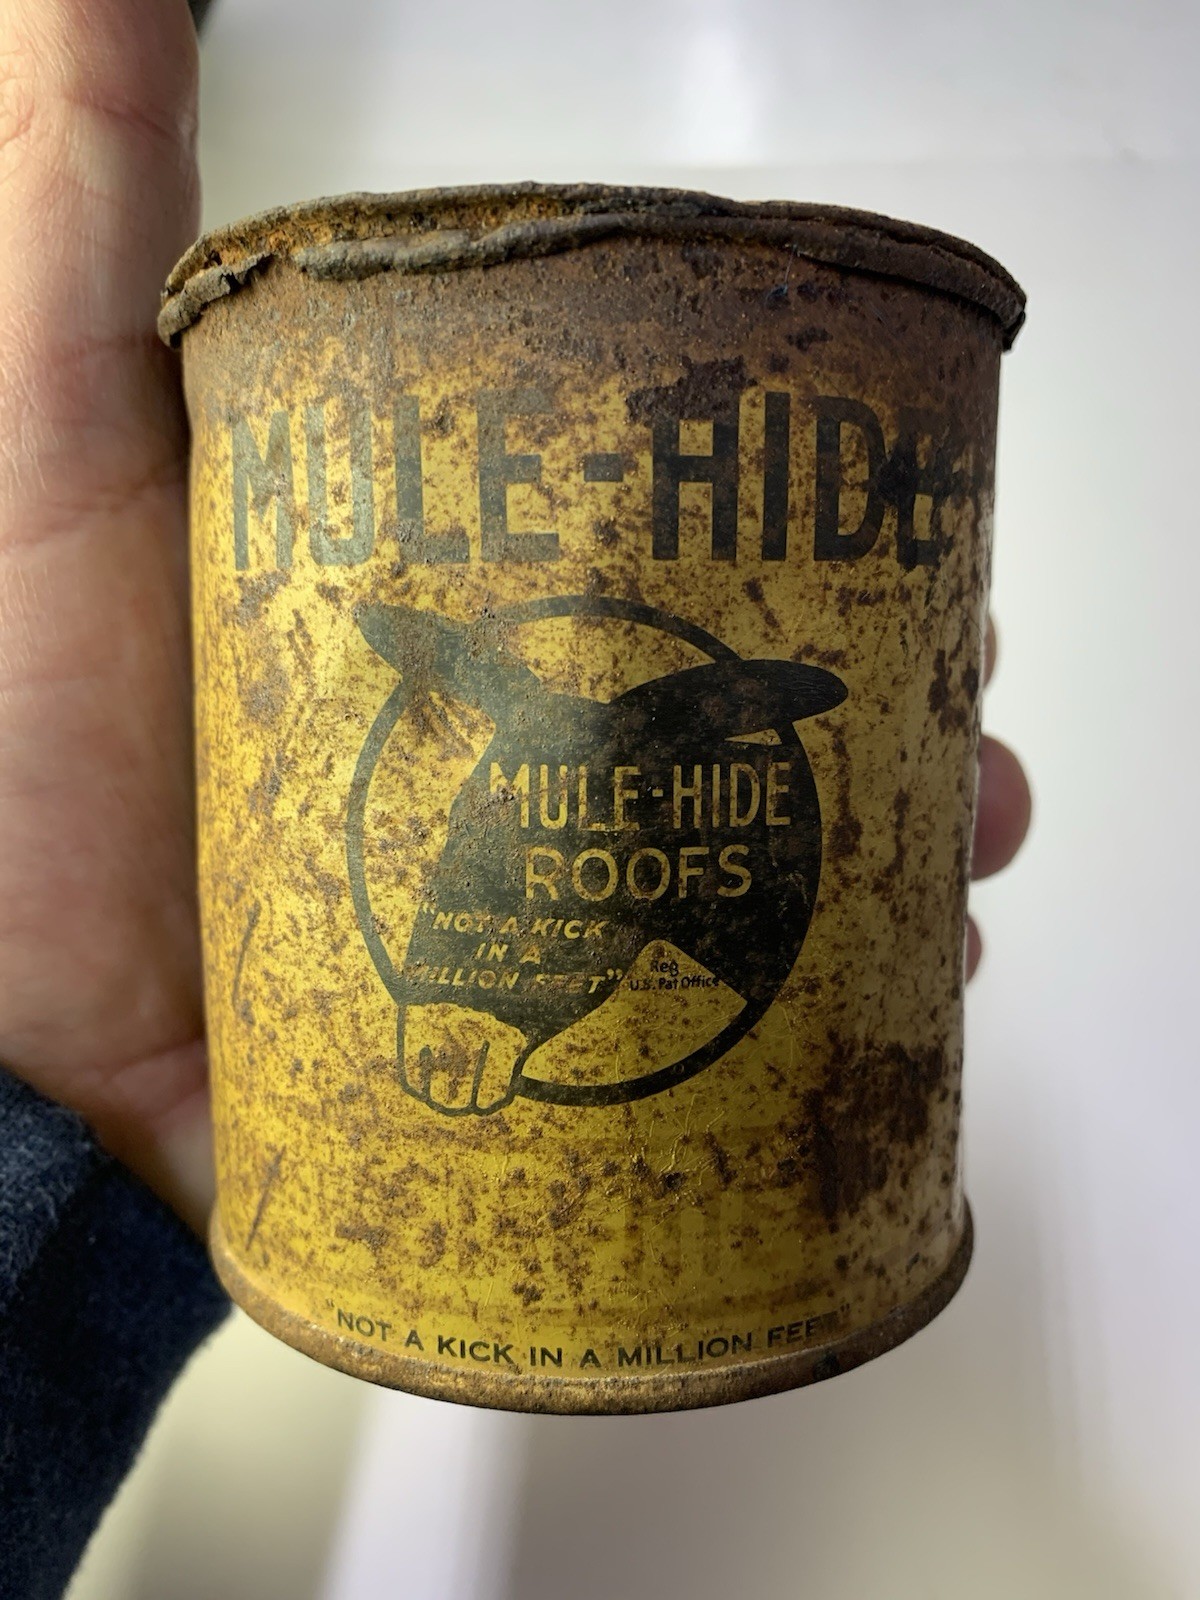 MULE-HIDE
MULE-HIDE
ROOFS
"NOT A KICK
IN A
MILLION FEET"
Reg
U.S. Pat Office
"NOT A KICK IN A MILLION FEET"